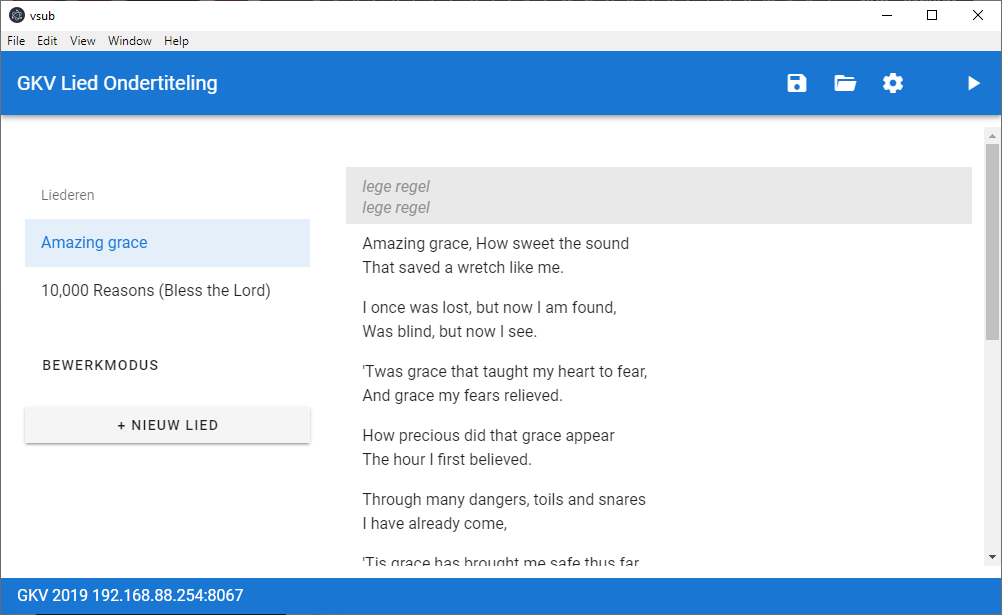 vsub
File Edit View Window Help
GKV Lied Ondertiteling
Liederen
Amazing grace
10,000 Reasons (Bless the Lord)
BEWERKMODUS
+ NIEUW LIED
lege regel
lege regel
Amazing grace, How sweet the sound
That saved a wretch like me.
I once was lost, but now I am found,
Was blind, but now I see.
'Twas grace that taught my heart to fear,
And grace my fears relieved.
How precious did that grace appear
The hour I first believed.
Through many dangers, toils and snares
I have already come,
'Tis grace has brought me safe thus far
GKV 2019 192.168.88.254:8067